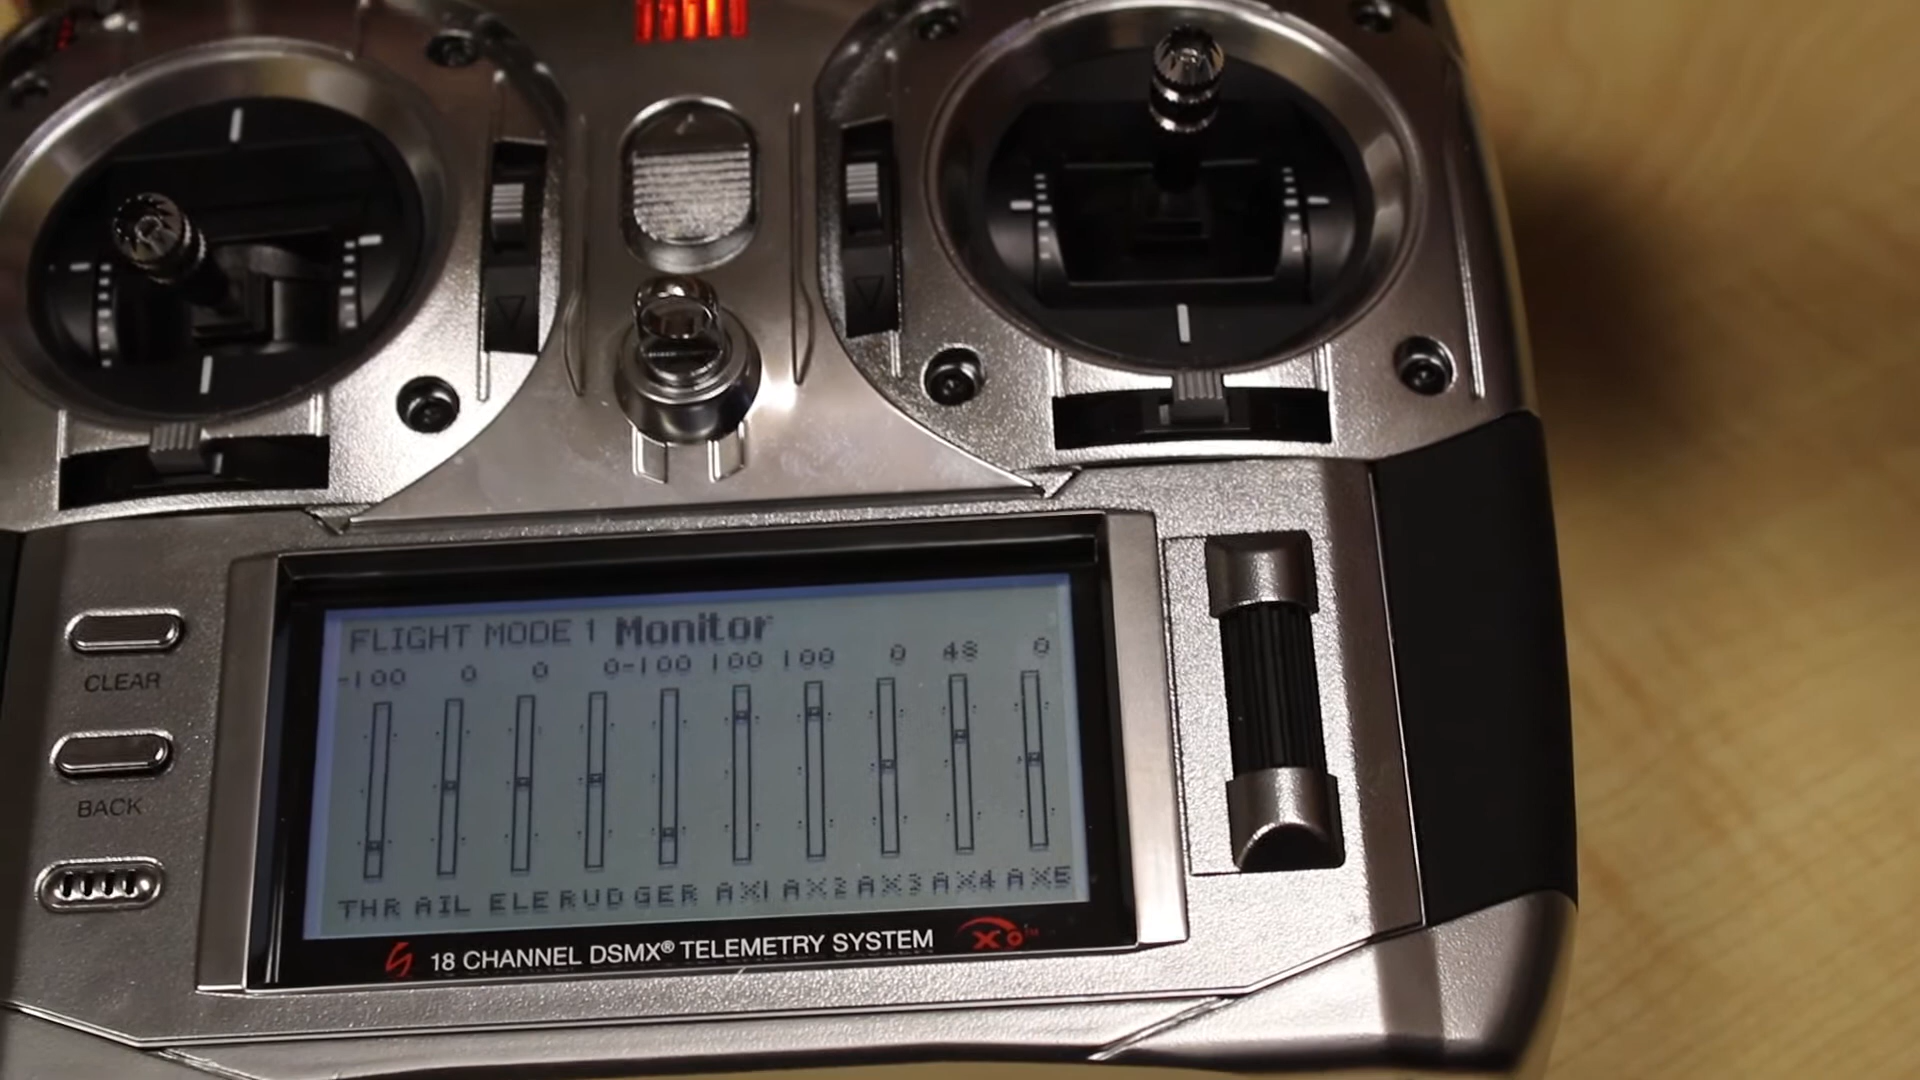 FLIGHT MODE 1 Monitor
-100 0 0 0-100 100 100 0 48 0
THR AIL ELE RUD GER AX1 AX2 AX3 AX4 AX5
CLEAR
BACK
18 CHANNEL DSMX® TELEMETRY SYSTEM